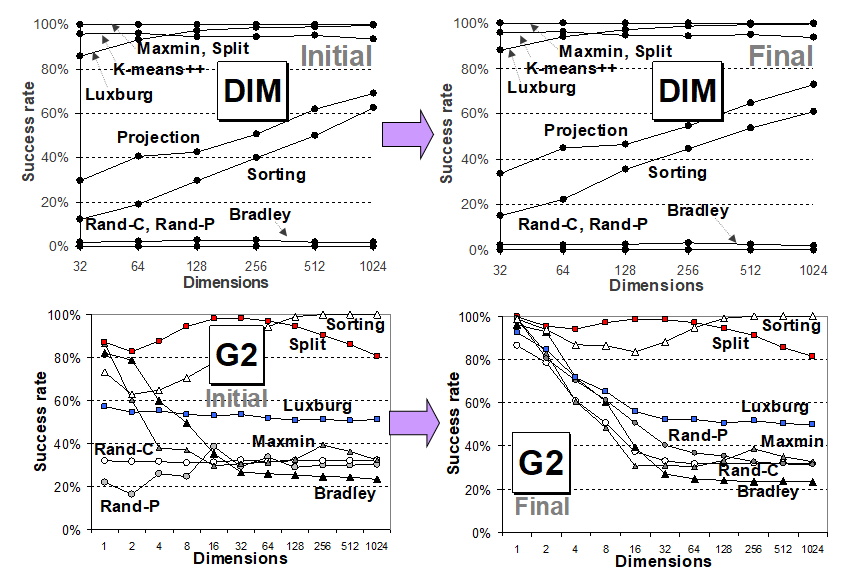 100%
80%
60%
40%
20%
0%
Success rate
Maxmin, Split
Initial
K-means++
Luxburg
DIM
Projection
Sorting
Rand-C, Rand-P
Bradley
32 64 128 256 512 1024
Dimensions
100%
80%
60%
40%
20%
0%
Success rate
Maxmin, Split
Final
K-means++
Luxburg
DIM
Projection
Sorting
Rand-C, Rand-P
Bradley
32 64 128 256 512 1024
Dimensions
100%
80%
60%
40%
20%
0%
Success rate
Sorting
Split
G2
Initial
Luxburg
Rand-C
Maxmin
Rand-P
Bradley
1 2 4 8 16 32 64 128 256 512 1024
Dimensions
100%
80%
60%
40%
20%
0%
Success rate
Sorting
Split
Luxburg
Rand-P
Maxmin
G2
Rand-C
Bradley
Final
1 2 4 8 16 32 64 128 256 512 1024
Dimensions